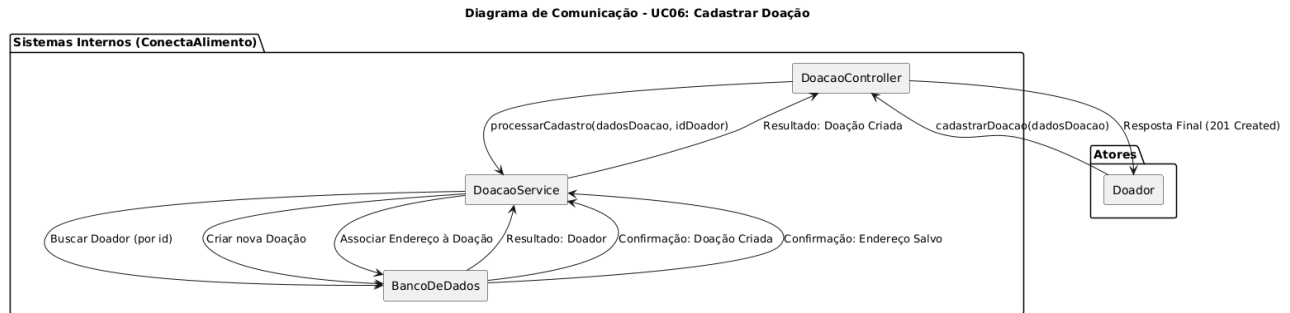 Diagrama de Comunicação - UC06: Cadastrar Doação
Sistemas Internos (ConectaAlimento)
DoacaoController
processarCadastro(dadosDoacao, idDoador)
Resultado: Doação Criada
cadastrarDoacao(dadosDoacao)
Resposta Final (201 Created)
Atores
DoacaoService
Doador
Buscar Doador (por id)
Criar nova Doação
Associar Endereço à Doação
Resultado: Doador
Confirmação: Doação Criada
Confirmação: Endereço Salvo
BancoDeDados